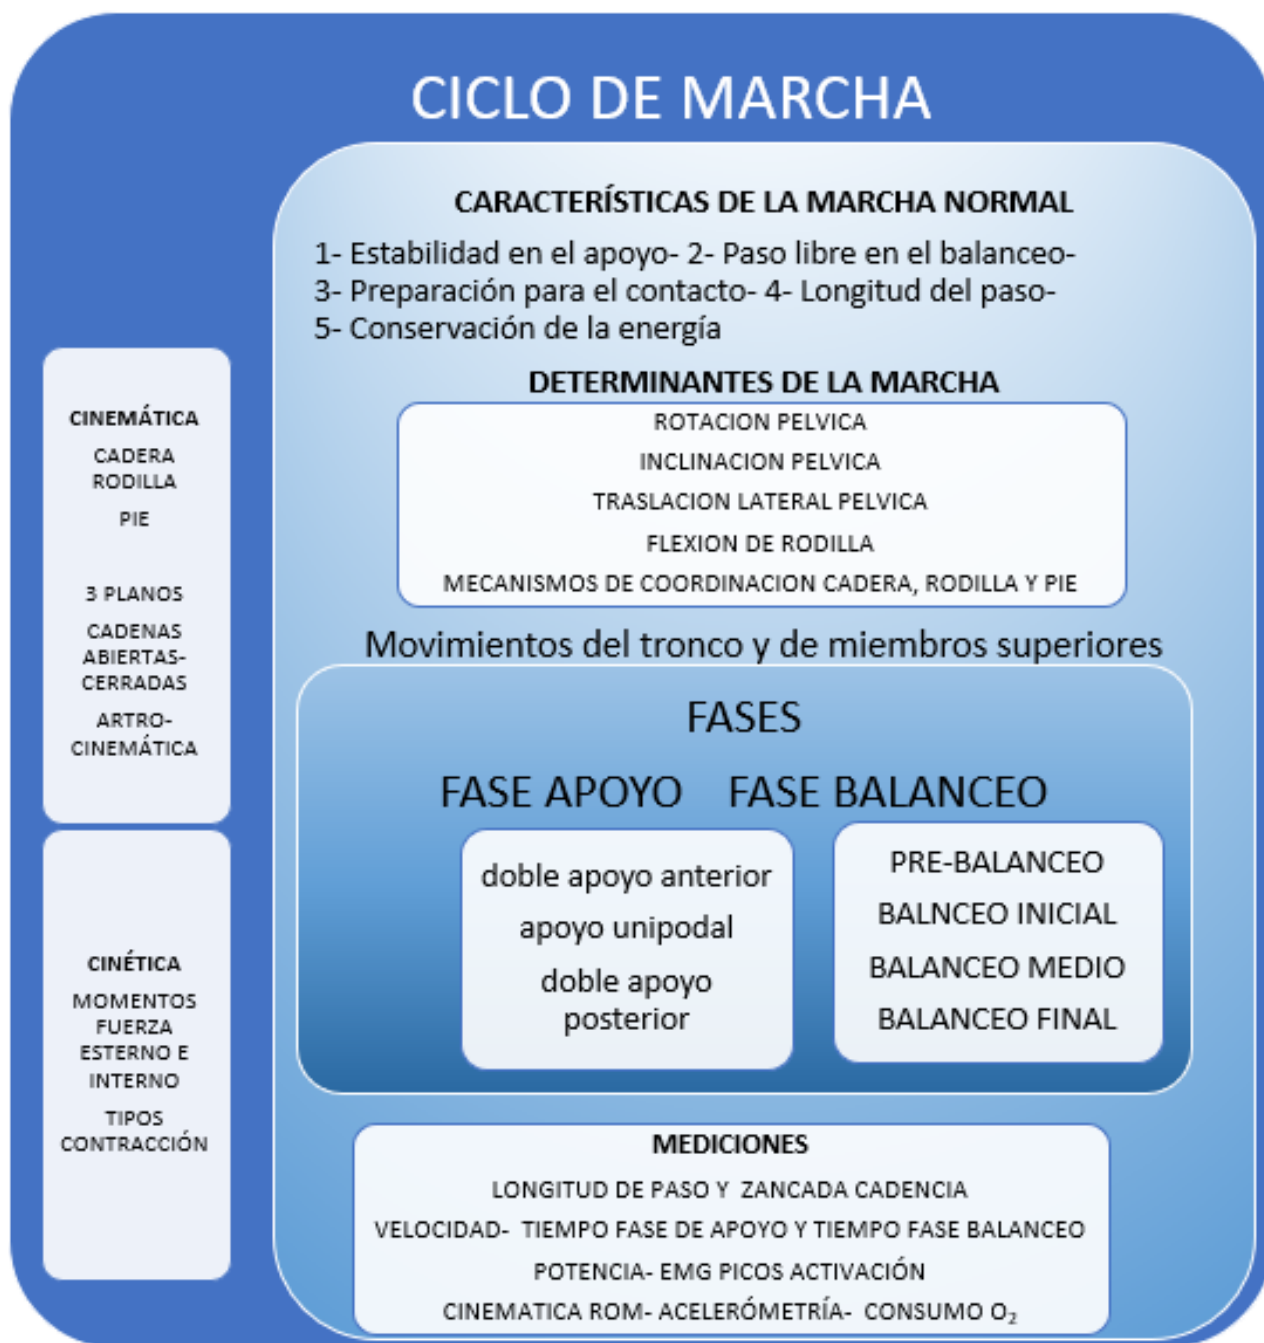 CICLO DE MARCHA
CARACTERÍSTICAS DE LA MARCHA NORMAL
1- Estabilidad en el apoyo- 2- Paso libre en el balanceo-
3- Preparación para el contacto- 4- Longitud del paso-
5- Conservación de la energía
DETERMINANTES DE LA MARCHA
ROTACION PELVICA
INCLINACION PELVICA
TRASLACION LATERAL PELVICA
FLEXION DE RODILLA
MECANISMOS DE COORDINACION CADERA, RODILLA Y PIE
Movimientos del tronco y de miembros superiores
FASES
FASE APOYO
doble apoyo anterior
apoyo unipodal
doble apoyo
posterior
FASE BALANCEO
PRE-BALANCEO
BALNCEO INICIAL
BALANCEO MEDIO
BALANCEO FINAL
MEDICIONES
LONGITUD DE PASO Y ZANCADA CADENCIA
VELOCIDAD- TIEMPO FASE DE APOYO Y TIEMPO FASE BALANCEO
POTENCIA- EMG PICOS ACTIVACIÓN
CINEMATICA ROM- ACELERÓMETRÍA- CONSUMO O₂
CINEMÁTICA
CADERA
RODILLA
PIE
3 PLANOS
CADENAS
ABIERTAS-
CERRADAS
ARTRO-
CINEMÁTICA
CINÉTICA
MOMENTOS
FUERZA
ESTERNO E
INTERNO
TIPOS
CONTRACCIÓN